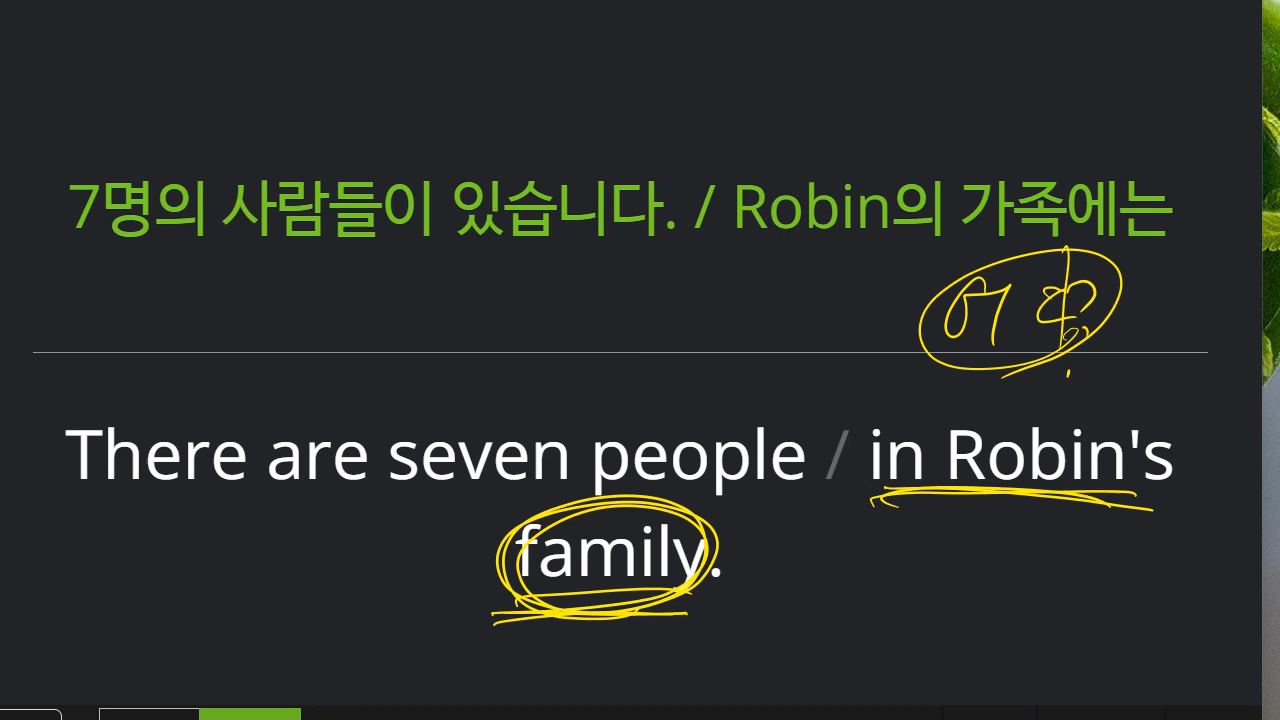 7명의 사람들이 있습니다. / Robin의 가족에는
There are seven people / in Robin's
family.